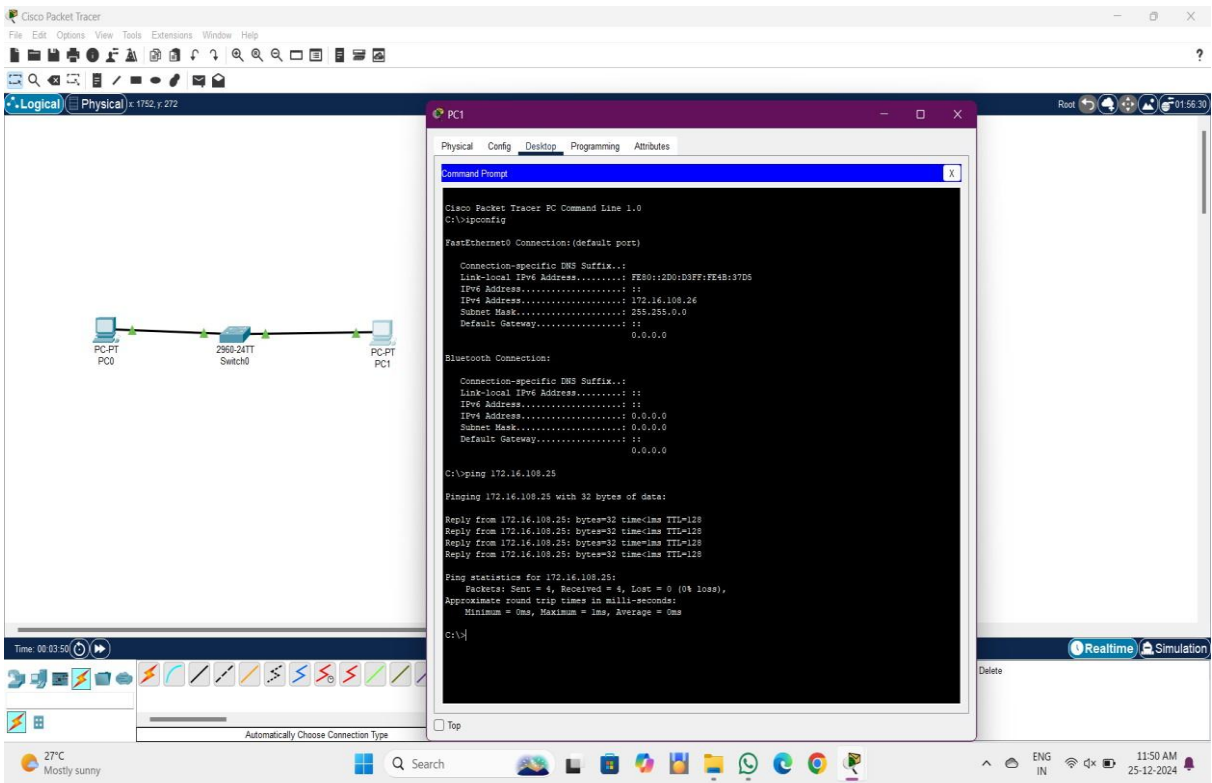 Cisco Packet Tracer
File Edit Options View Tools Extensions Window Help
?
Logical Physical x: 1752, y: 272
Root 01:56:30
PC-PT
PC0
2960-24TT
Switch0
PC-PT
PC1
PC1
Physical Config Desktop Programming Attributes
Command Prompt X
Cisco Packet Tracer PC Command Line 1.0
C:\>ipconfig
FastEthernet0 Connection:(default port)
Connection-specific DNS Suffix..:
Link-local IPv6 Address.........: FE80::2D0:D3FF:FE4B:37D5
IPv6 Address....................: ::
IPv4 Address....................: 172.16.108.26
Subnet Mask.....................: 255.255.0.0
Default Gateway.................: ::
0.0.0.0
Bluetooth Connection:
Connection-specific DNS Suffix..:
Link-local IPv6 Address.........: ::
IPv6 Address....................: ::
IPv4 Address....................: 0.0.0.0
Subnet Mask.....................: 0.0.0.0
Default Gateway.................: ::
0.0.0.0
C:\>ping 172.16.108.25
Pinging 172.16.108.25 with 32 bytes of data:
Reply from 172.16.108.25: bytes=32 time<1ms TTL=128
Reply from 172.16.108.25: bytes=32 time<1ms TTL=128
Reply from 172.16.108.25: bytes=32 time=1ms TTL=128
Reply from 172.16.108.25: bytes=32 time<1ms TTL=128
Ping statistics for 172.16.108.25:
Packets: Sent = 4, Received = 4, Lost = 0 (0% loss),
Approximate round trip times in milli-seconds:
Minimum = 0ms, Maximum = 1ms, Average = 0ms
C:\>
Top
Time: 00:03:50
Realtime Simulation
Delete
Automatically Choose Connection Type
27°C
Mostly sunny
Search
ENG
IN
11:50 AM
25-12-2024